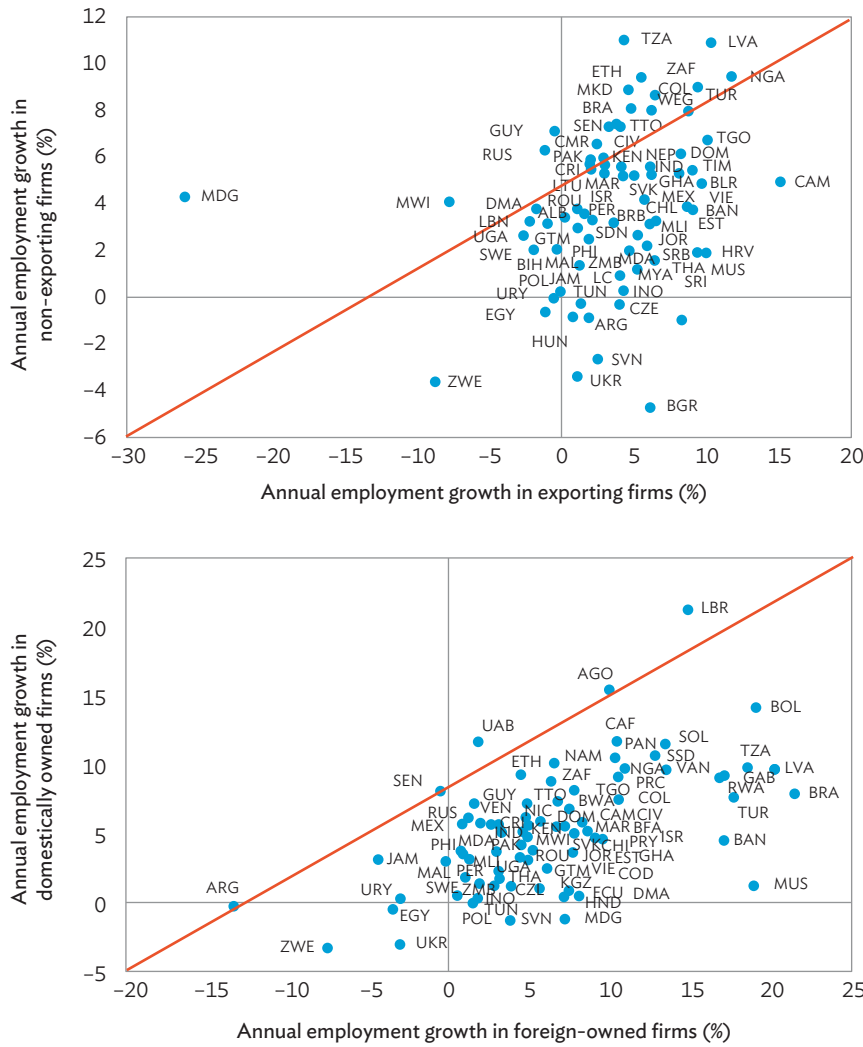 12
10
8
6
4
2
0
−2
−4
−6
Annual employment growth in
non-exporting firms (%)
TZA
LVA
ETH
ZAF
NGA
MKD
COL
TUR
BRA
WEG
SEN
TTO
GUY
TGO
CMR
CIV
RUS
PAK
KEN
NEP
DOM
CRI
IND
TIM
MDG
LTU
MAR
GHA
BLR
CAM
MWI
DMA
ROU
ISR
SVK
MEX
VIE
LBN
ALB
PER
BRB
CHL
BAN
UGA
GTM
SDN
MLI
EST
SWE
PHI
JOR
HRV
BIH
MAL
ZMB
MDA
SRB
POL
JAM
LC
MYA
THA
MUS
URY
TUN
INO
SRI
EGY
ARG
CZE
HUN
SVN
ZWE
UKR
BGR
−30
−25
−20
−15
−10
−5
0
5
10
15
20
Annual employment growth in exporting firms (%)
25
20
15
10
5
0
−5
Annual employment growth in
domestically owned firms (%)
LBR
AGO
BOL
UAB
CAF
PAN
SOL
ETH
NAM
SSD
TZA
SEN
ZAF
NGA
VAN
GAB
LVA
GUY
TTO
TGO
PRC
RWA
BRA
RUS
VEN
NIC
BWA
COL
TUR
MEX
CRI
DOM
CAM
CIV
IND
KEN
MAR
BFA
PHI
MDA
PAK
MWI
SVK
CHI
PRY
ISR
BAN
JAM
MLI
UGA
ROU
JOR
EST
GHA
MAL
PER
THA
GTM
VIE
COD
ARG
URY
SWE
ZMB
CZE
KGZ
ECU
DMA
MUS
EGY
INO
TUN
HND
POL
SVN
MDG
ZWE
UKR
−20
−15
−10
−5
0
5
10
15
20
25
Annual employment growth in foreign-owned firms (%)